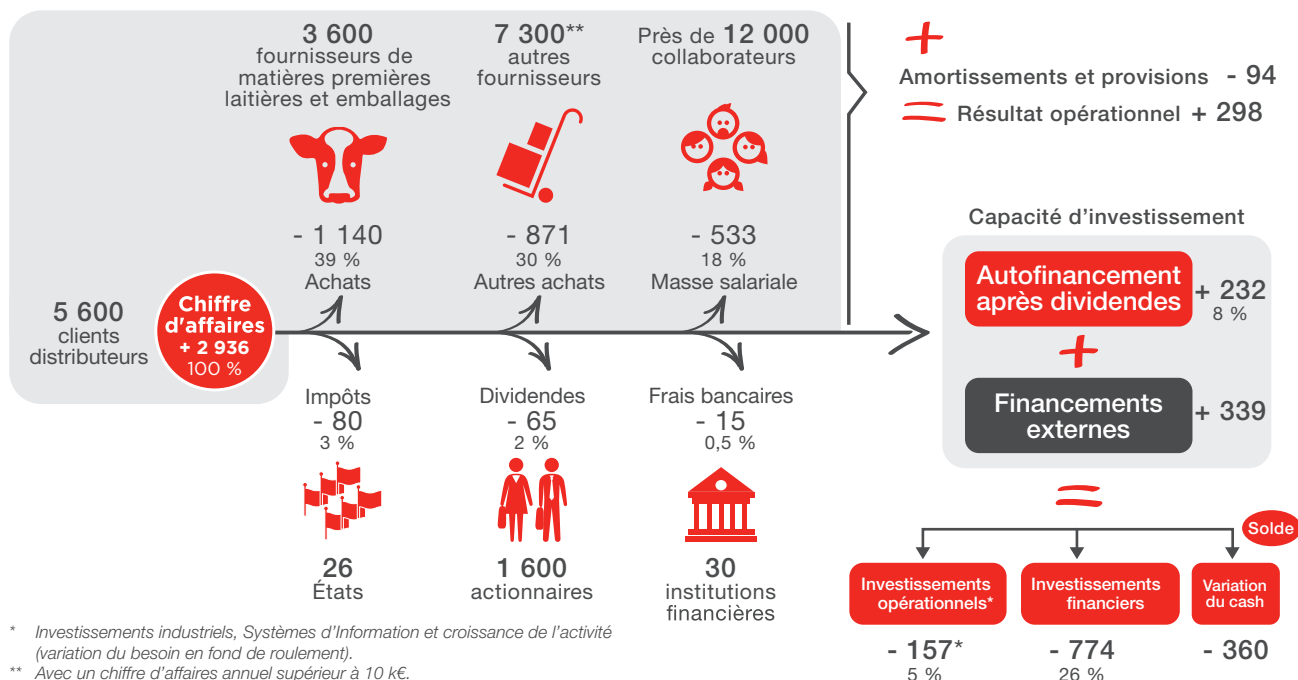 3 600
fournisseurs de
matières premières
laitières et emballages
7 300**
autres
fournisseurs
Près de 12 000
collaborateurs
- 1 140
39 %
Achats
- 871
30 %
Autres achats
- 533
18 %
Masse salariale
5 600
clients
distributeurs
Chiffre
d'affaires
+ 2 936
100 %
Impôts
- 80
3 %
Dividendes
- 65
2 %
Frais bancaires
- 15
0,5 %
26
États
1 600
actionnaires
30
institutions
financières
+
Amortissements et provisions - 94
= Résultat opérationnel + 298
Capacité d’investissement
Autofinancement
après dividendes
+ 232
8 %
+
Financements
externes
+ 339
=
Solde
Investissements
opérationnels*
- 157*
5 %
Investissements
financiers
- 774
26 %
Variation
du cash
- 360
* Investissements industriels, Systèmes d’Information et croissance de l’activité
(variation du besoin en fond de roulement).
** Avec un chiffre d’affaires annuel supérieur à 10 k€.